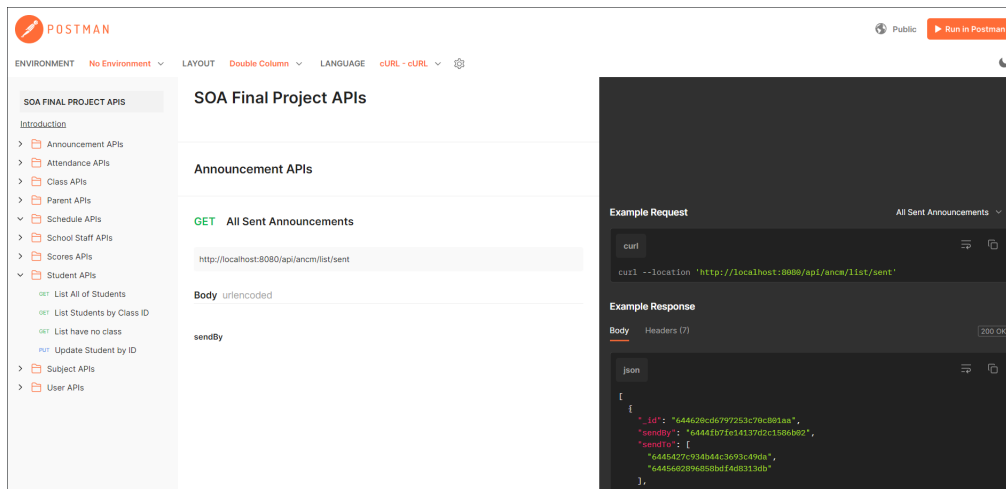 POSTMAN
Public
Run in Postman
ENVIRONMENT No Environment LAYOUT Double Column LANGUAGE cURL - cURL
SOA FINAL PROJECT APIS
Introduction
Announcement APIs
Attendance APIs
Class APIs
Parent APIs
Schedule APIs
School Staff APIs
Scores APIs
Student APIs
GET List All of Students
GET List Students by Class ID
GET List have no class
PUT Update Student by ID
Subject APIs
User APIs
SOA Final Project APIs
Announcement APIs
GET All Sent Announcements
http://localhost:8080/api/ancm/list/sent
Body urlencoded
sendBy
Example Request All Sent Announcements
curl
curl --location 'http://localhost:8080/api/ancm/list/sent'
Example Response
Body Headers (7) 200 OK
json
[
{
"_id": "644620cd6797253c70c801aa",
"sendBy": "6444fb7fe14137d2c1586b02",
"sendTo": [
"6445427c934b44c3693c49da",
"6445602896858bdf4d8313db"
],